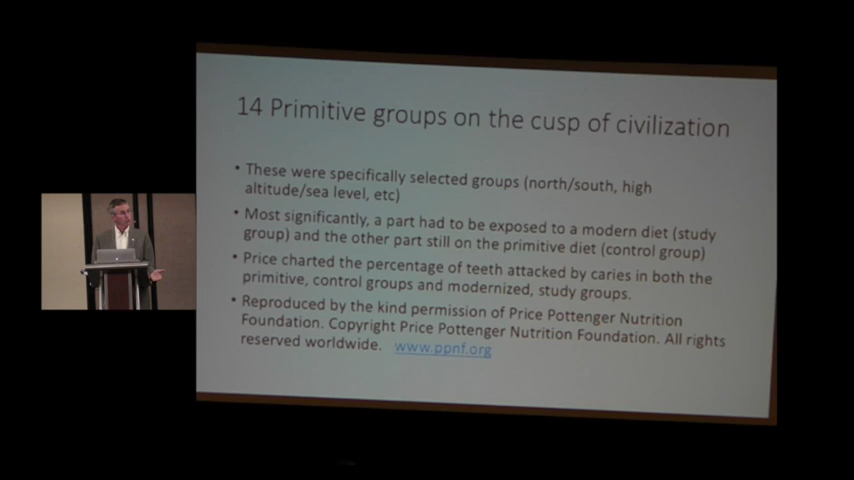 14 Primitive groups on the cusp of civilization
• These were specifically selected groups (north/south, high
altitude/sea level, etc)
• Most significantly, a part had to be exposed to a modern diet (study
group) and the other part still on the primitive diet (control group)
• Price charted the percentage of teeth attacked by caries in both the
primitive, control groups and modernized, study groups.
• Reproduced by the kind permission of Price Pottenger Nutrition
Foundation. Copyright Price Pottenger Nutrition Foundation. All rights
reserved worldwide. www.ppnf.org